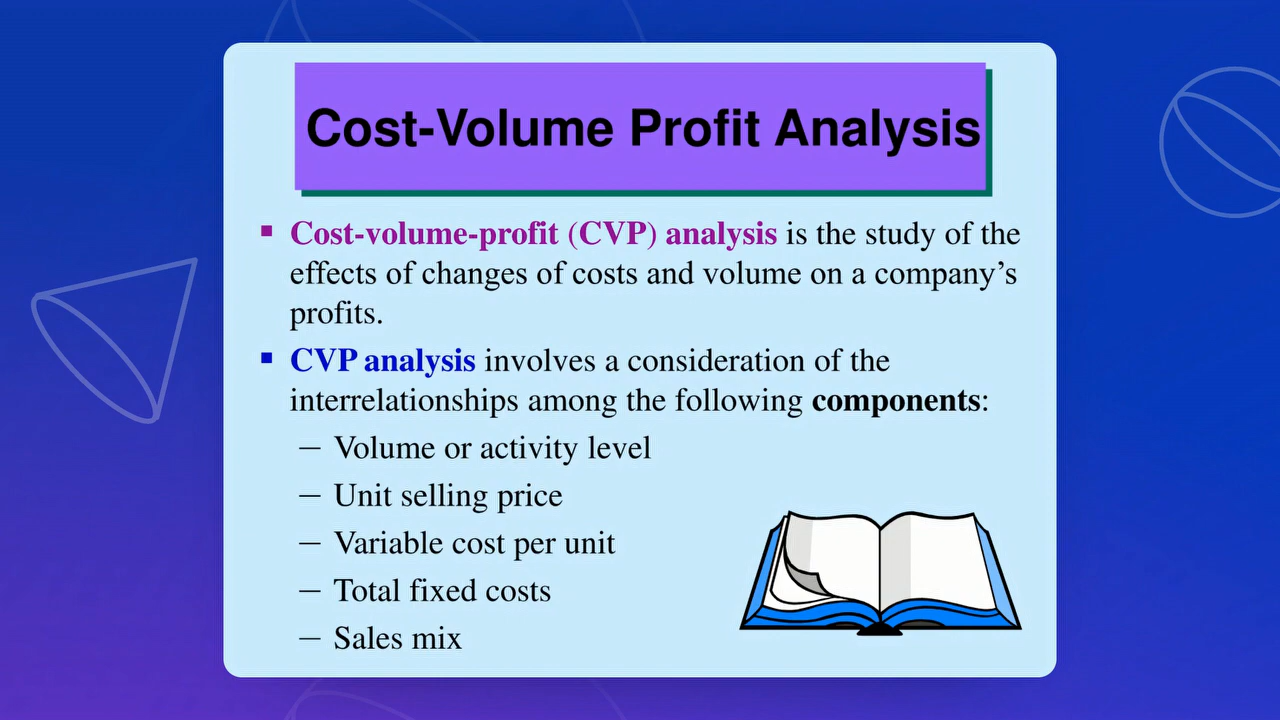 Cost-Volume Profit Analysis
▪ Cost-volume-profit (CVP) analysis is the study of the
effects of changes of costs and volume on a company’s
profits.
▪ CVP analysis involves a consideration of the
interrelationships among the following components:
– Volume or activity level
– Unit selling price
– Variable cost per unit
– Total fixed costs
– Sales mix